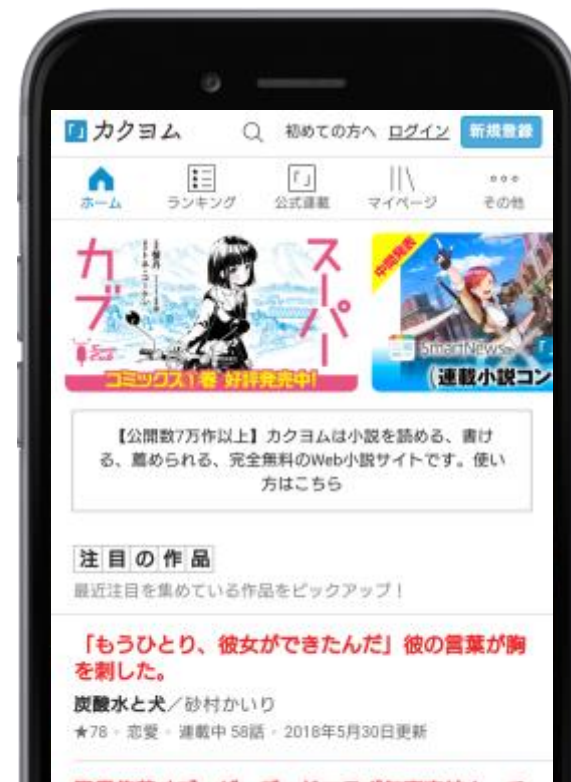 カクヨム 初めての方へ ログイン 新規登録
ホーム ランキング 公式連載 マイページ その他
スーパー
カブ
コミックス1巻 好評発売中!
中間発表
SmartNews
(連載小説コン
【公開数7万作以上】カクヨムは小説を読める、書け
る、薦められる、完全無料のWeb小説サイトです。使い
方はこちら
注目の作品
最近注目を集めている作品をピックアップ!
「もうひとり、彼女ができたんだ」彼の言葉が胸
を刺した。
炭酸水と犬/砂村かいり
★78・恋愛・連載中 58話・2018年5月30日更新